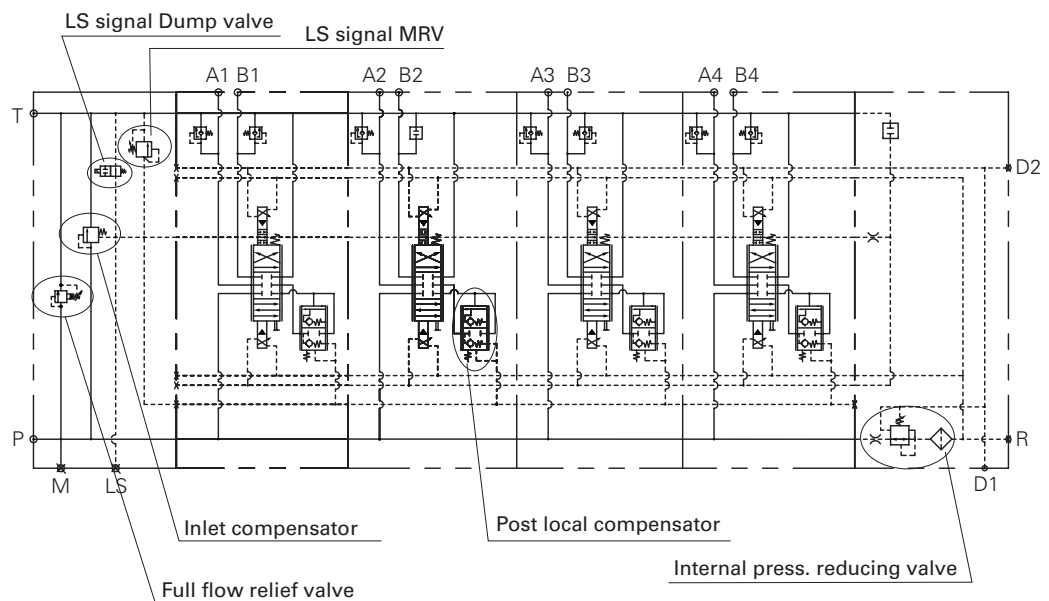 LS signal Dump valve
LS signal MRV
A1 B1 A2 B2 A3 B3 A4 B4
T
D2
P
R
M LS D1
Inlet compensator
Post local compensator
Internal press. reducing valve
Full flow relief valve